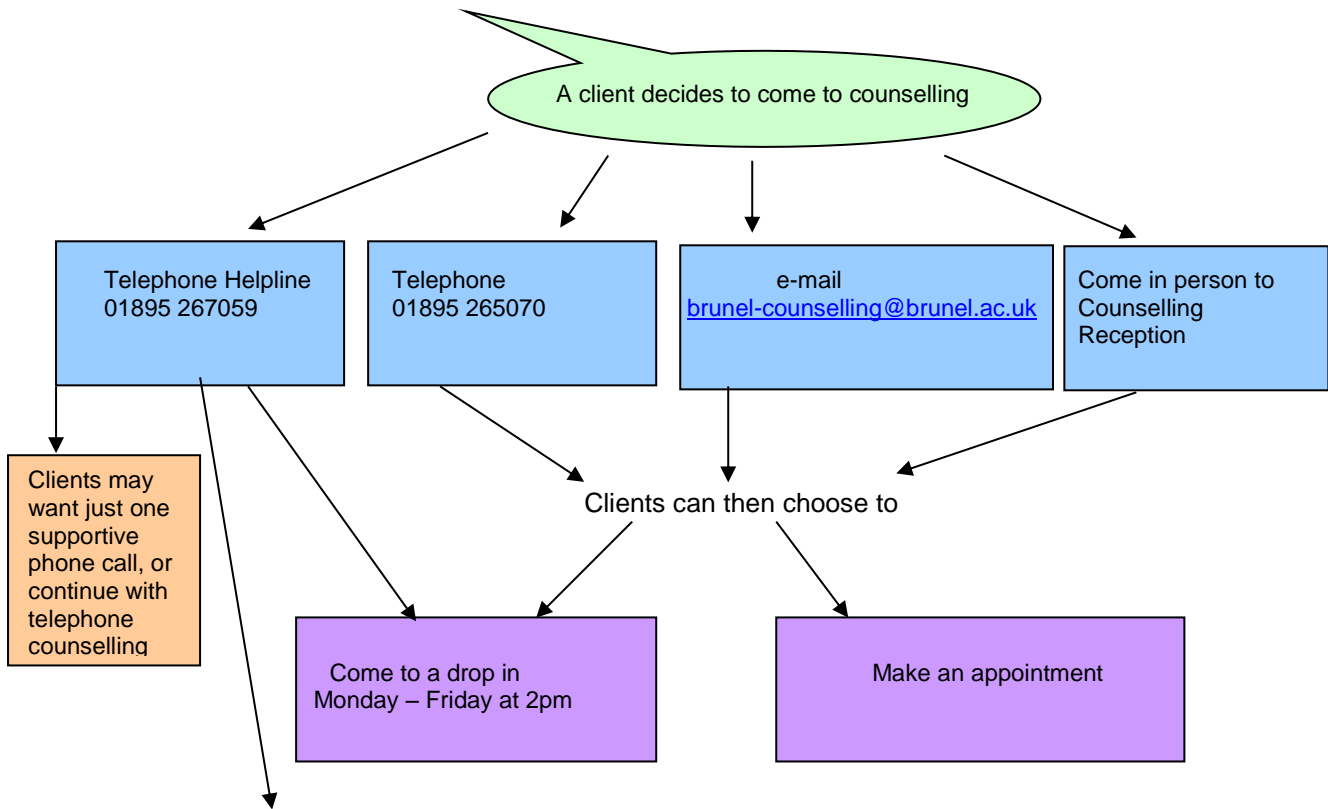 A client decides to come to counselling
Telephone Helpline
01895 267059
Telephone
01895 265070
e-mail
brunel-counselling@brunel.ac.uk
Come in person to
Counselling
Reception
Clients may
want just one
supportive
phone call, or
continue with
telephone
counselling
Clients can then choose to
Come to a drop in
Monday – Friday at 2pm
Make an appointment